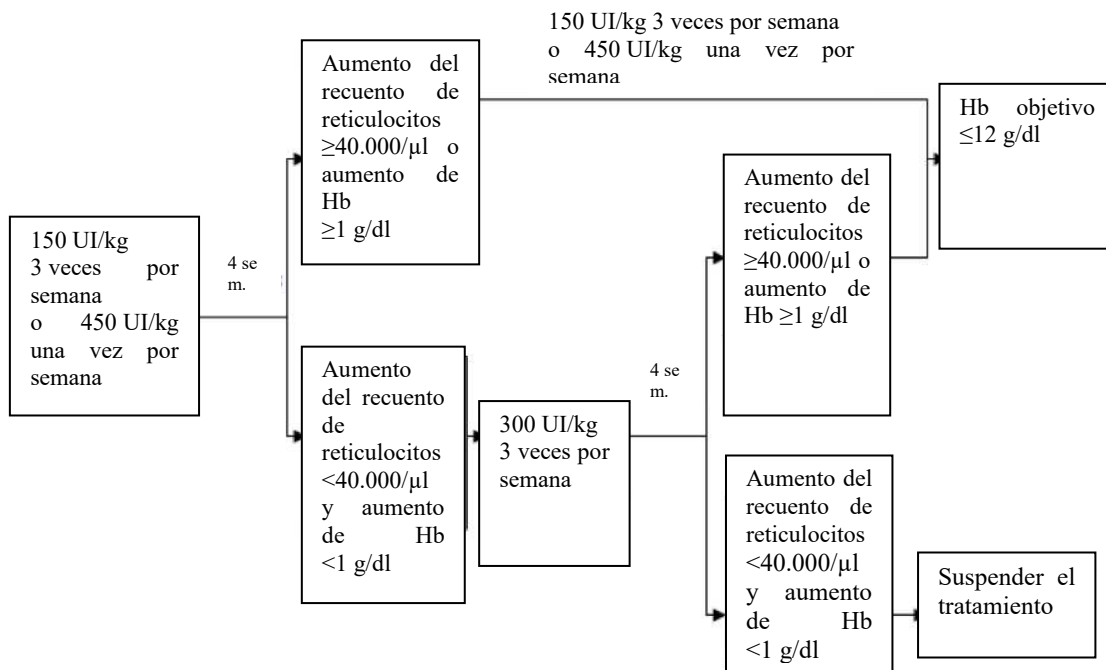 150 UI/kg
3 veces por
semana
o 450 UI/kg
una vez por
semana
4 se
m.
Aumento del
recuento de
reticulocitos
≥40.000/µl o
aumento de
Hb
≥1 g/dl
150 UI/kg 3 veces por semana
o 450 UI/kg una vez por
semana
Aumento
del recuento
de
reticulocitos
<40.000/µl
y aumento
de Hb
<1 g/dl
300 UI/kg
3 veces por
semana
4 se
m.
Aumento del
recuento de
reticulocitos
≥40.000/µl o
aumento de
Hb ≥1 g/dl
Hb objetivo
≤12 g/dl
Aumento del
recuento de
reticulocitos
<40.000/µl
y aumento
de Hb
<1 g/dl
Suspender el
tratamiento